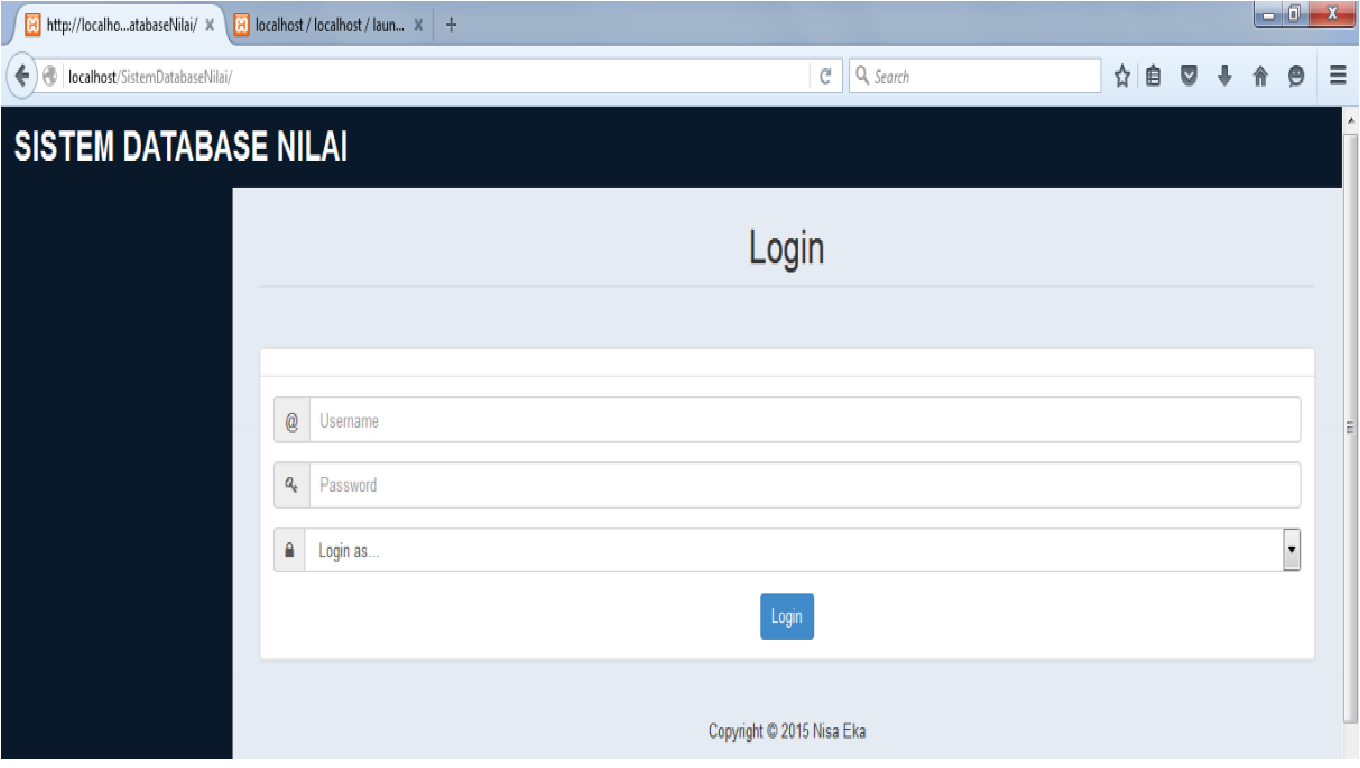 http://localho...atabaseNilai/ x
localhost / localhost / laun... x +
localhost/SistemDatabaseNilai/
Search
SISTEM DATABASE NILAI
Login
@ Username
Password
Login as...
Login
Copyright © 2015 Nisa Eka